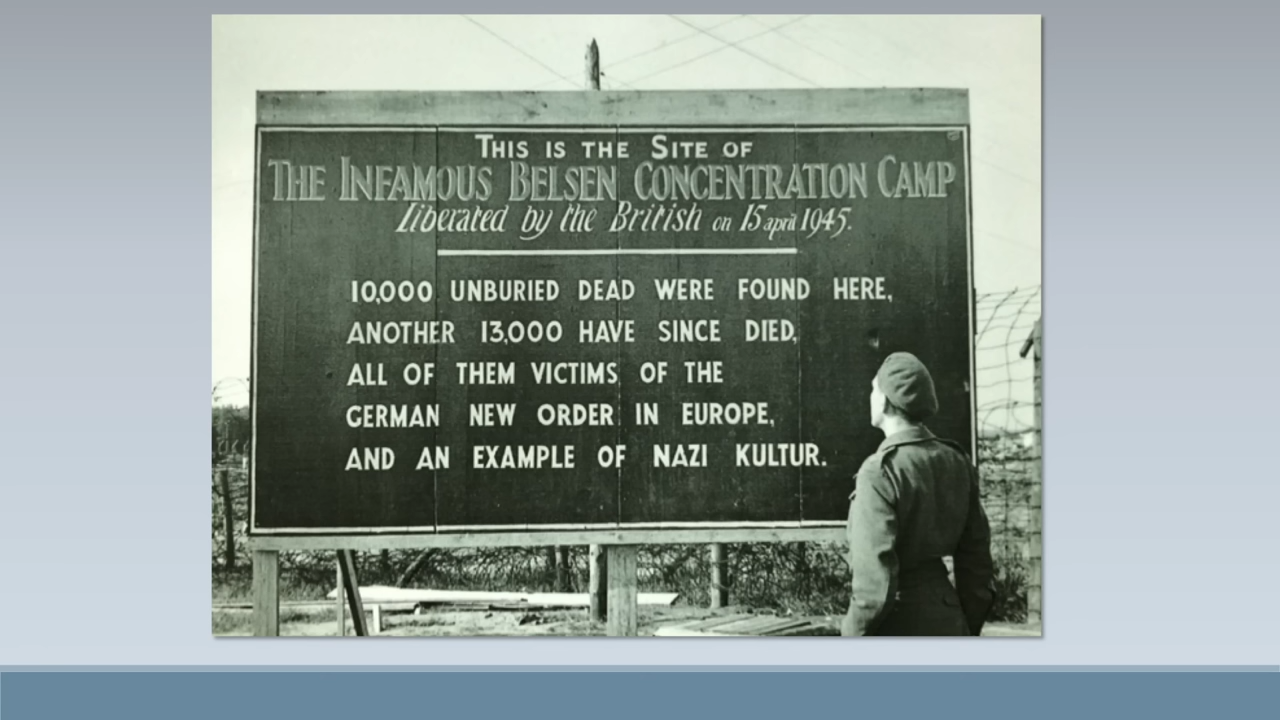 THIS IS THE SITE OF
THE INFAMOUS BELSEN CONCENTRATION CAMP
Liberated by the British on 15 april 1945.
10,000 UNBURIED DEAD WERE FOUND HERE,
ANOTHER 13,000 HAVE SINCE DIED,
ALL OF THEM VICTIMS OF THE
GERMAN NEW ORDER IN EUROPE,
AND AN EXAMPLE OF NAZI KULTUR.